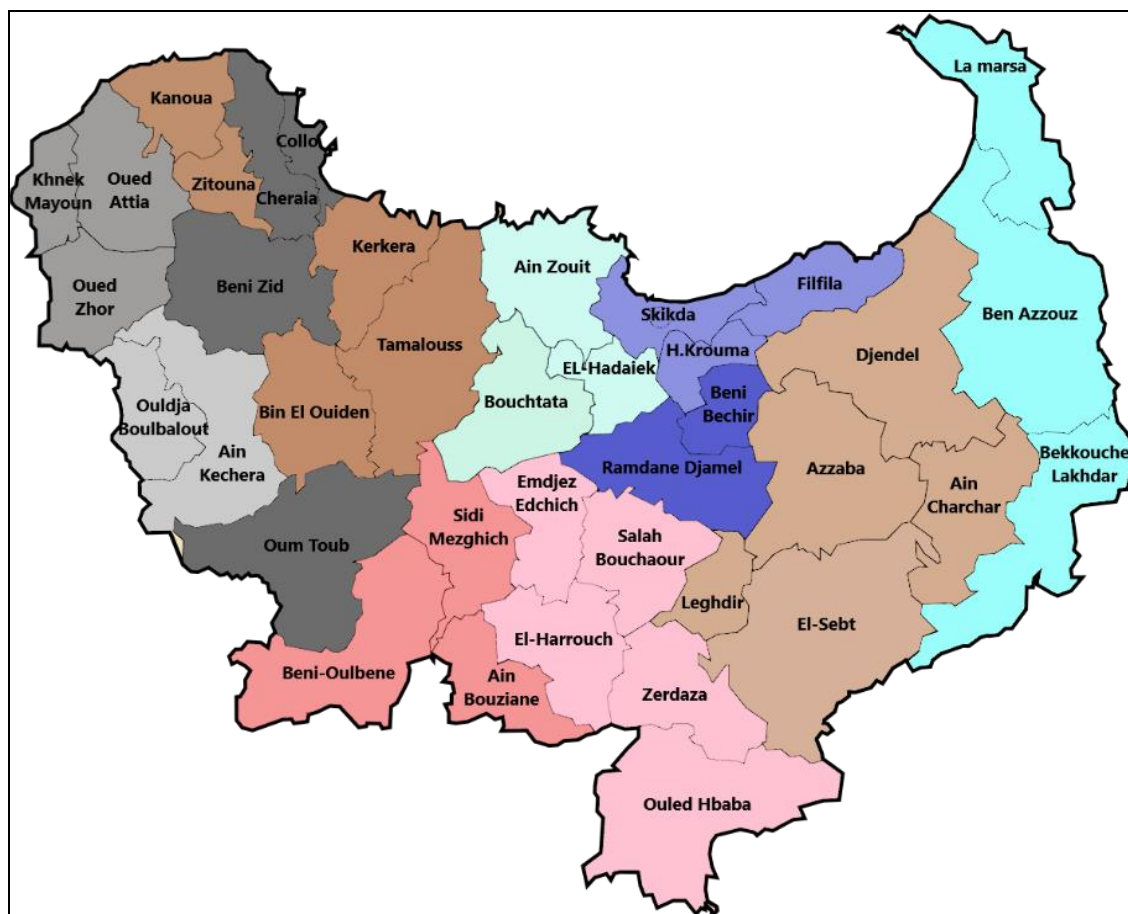 La marsa
Kanoua
Collo
Khnek
Mayoun
Oued
Attia
Zitouna
Cheraia
Kerkera
Ain Zouit
Oued
Zhor
Beni Zid
Filfila
Skikda
Ben Azzouz
Tamalouss
H.Krouma
Djendel
EL-Hadaiek
Bin El Ouiden
Bouchtata
Beni
Bechir
Ouldja
Boulbalout
Ain
Kechera
Bekkouche
Lakhdar
Ramdane Djamel
Azzaba
Emdjez
Edchich
Ain
Charchar
Sidi
Mezghich
Salah
Bouchaour
Oum Toub
Leghdir
El-Sebt
El-Harrouch
Beni-Oulbene
Ain
Bouziane
Zerdaza
Ouled Hbaba